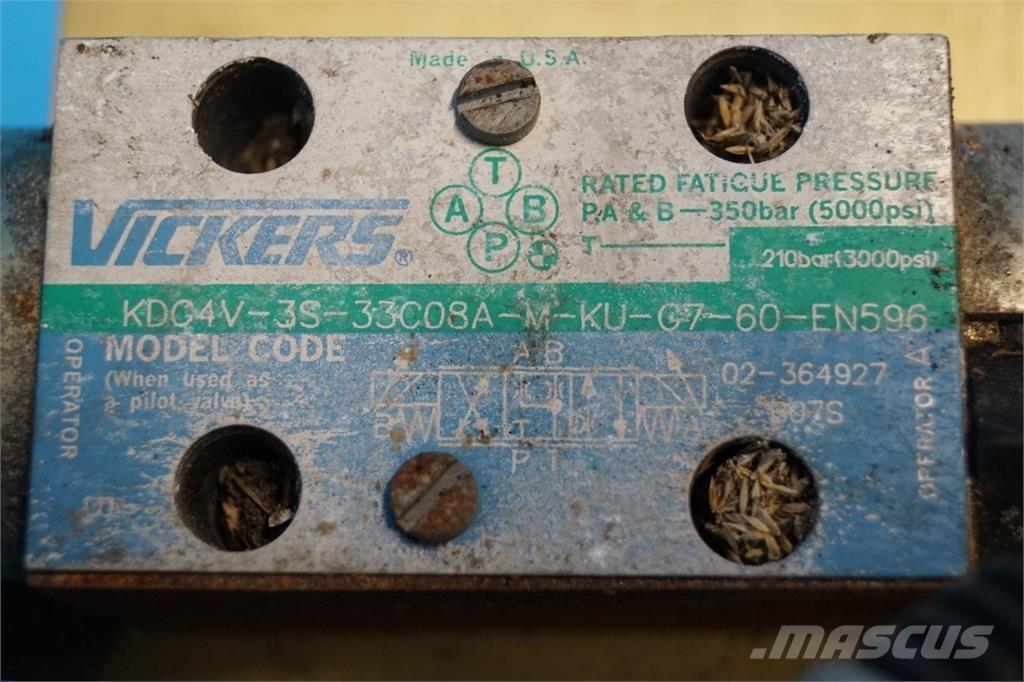 Made in U.S.A.
T
A B
P
VICKERS®
RATED FATIGUE PRESSURE
P.A & B—350bar (5000psi)
T—
210bar(3000psi)
KDG4V-3S-33C08A-M-KU-G7-60-EN596
MODEL CODE
(When used as
a pilot valve)
OPERATOR
B
A B
B
T
A
P T
02-364927
B07S
OPERATOR A
MASCUS